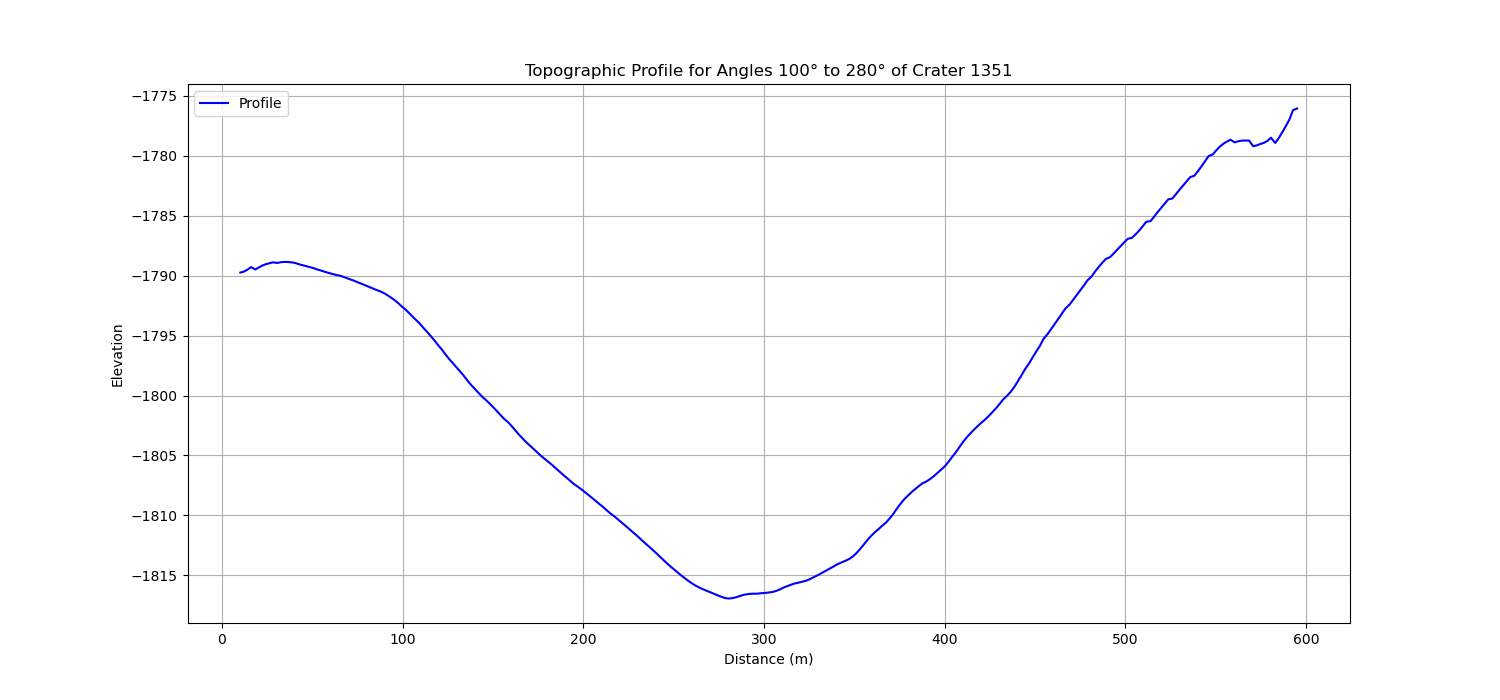 Topographic Profile for Angles 100° to 280° of Crater 1351
Profile
−1775
−1780
−1785
−1790
−1795
−1800
−1805
−1810
−1815
Elevation
0 100 200 300 400 500 600
Distance (m)